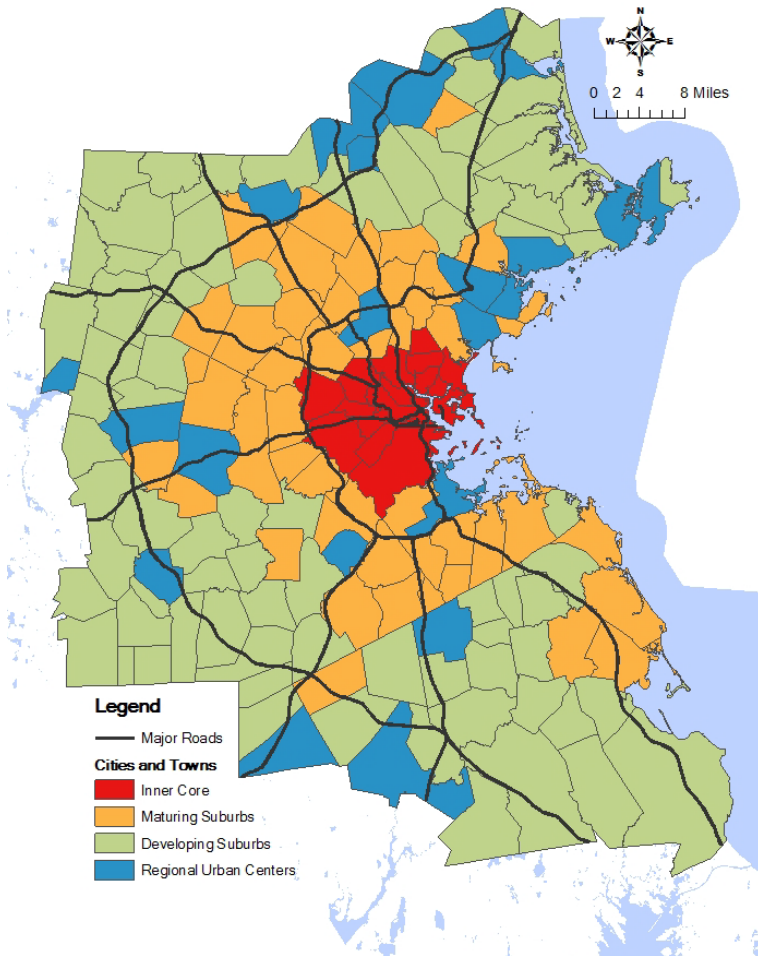 N
W E
S
0 2 4 8 Miles
Legend
Major Roads
Cities and Towns
Inner Core
Maturing Suburbs
Developing Suburbs
Regional Urban Centers